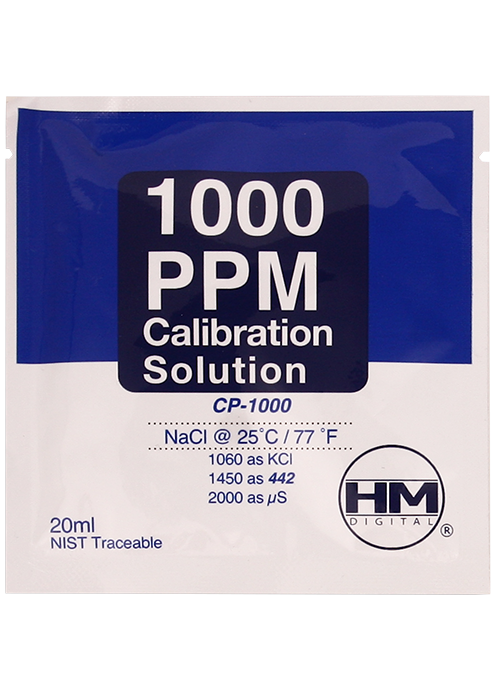 1000
PPM
Calibration
Solution
CP-1000
NaCl @ 25˚C / 77 ˚F
1060 as KCl
1450 as 442
2000 as µS
HM
DIGITAL
®
20ml
NIST Traceable